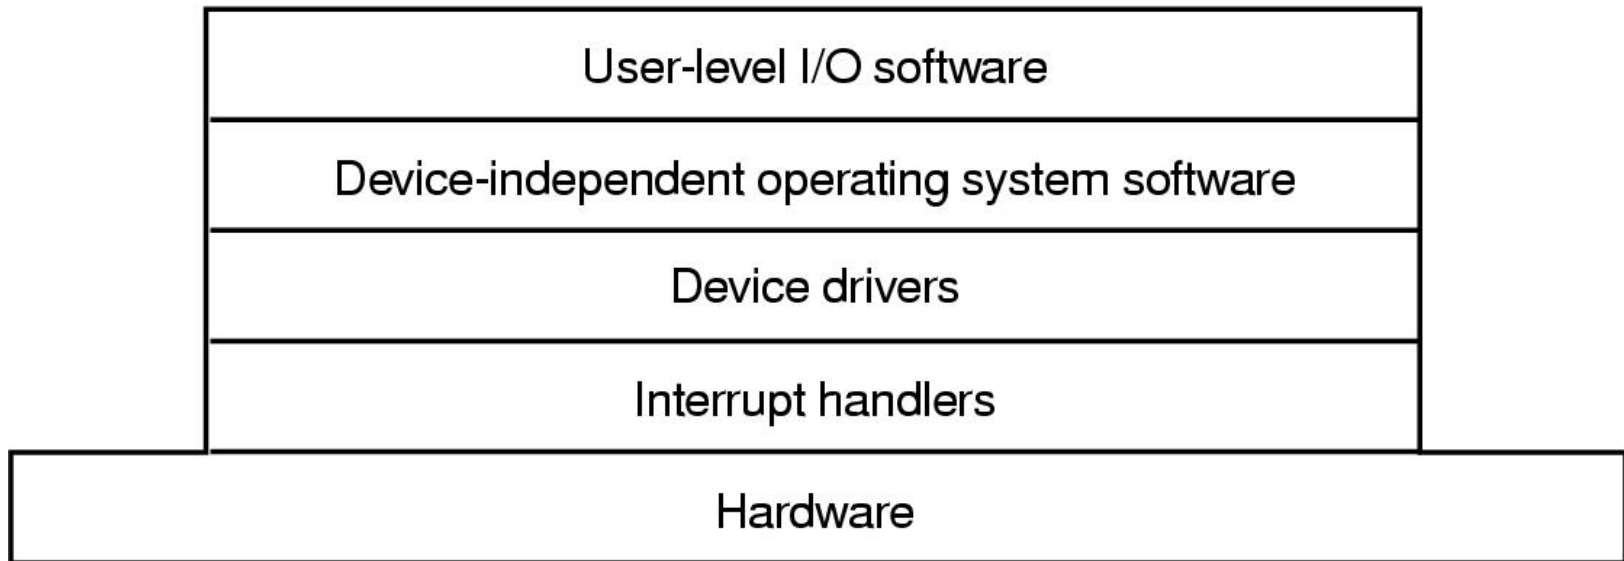 User-level I/O software
Device-independent operating system software
Device drivers
Interrupt handlers
Hardware